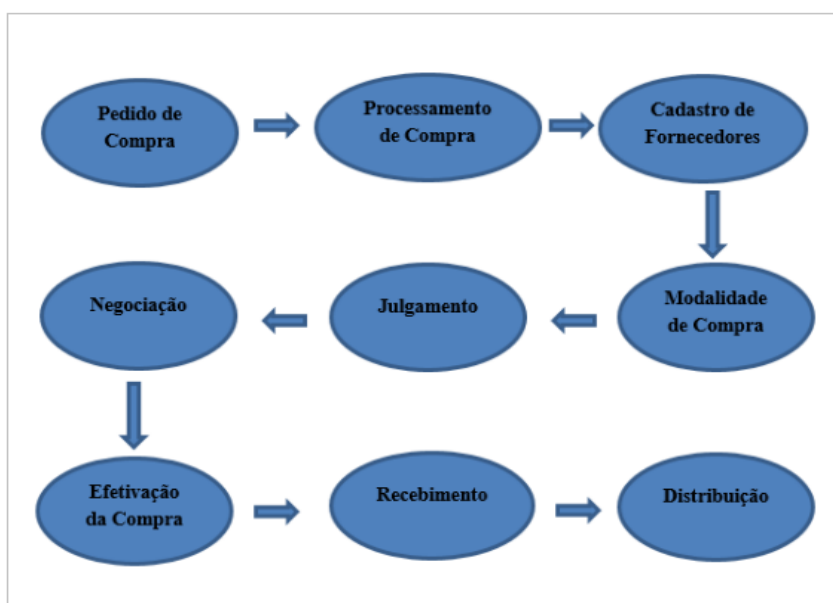 Pedido de
Compra
Processamento
de Compra
Cadastro de
Fornecedores
Modalidade
de Compra
Julgamento
Negociação
Efetivação
da Compra
Recebimento
Distribuição